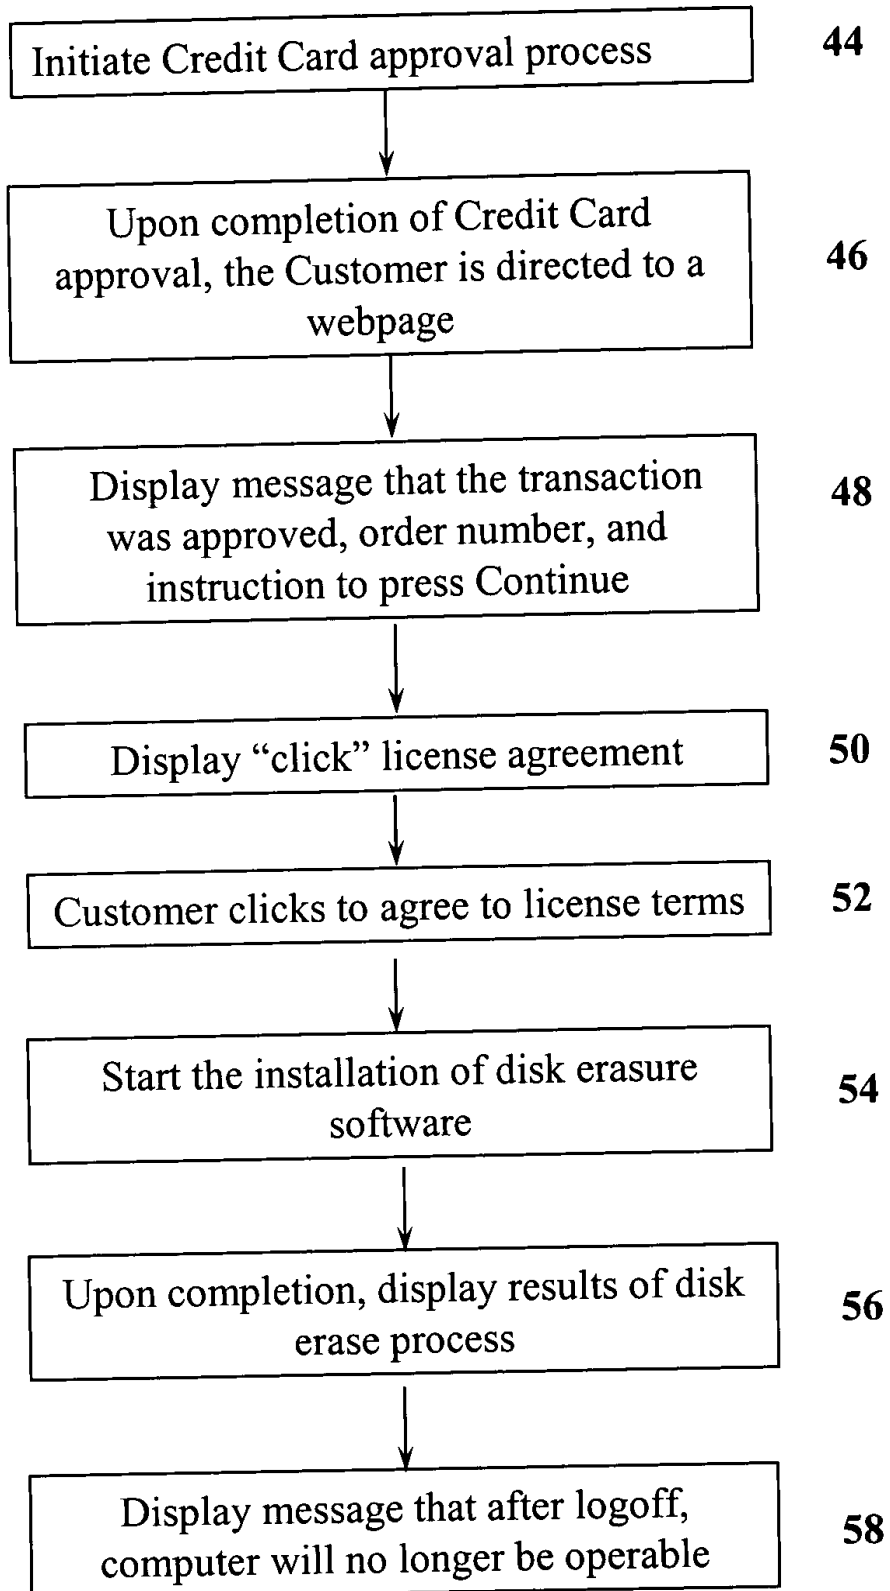 Initiate Credit Card approval process
44
Upon completion of Credit Card
approval, the Customer is directed to a
webpage
46
Display message that the transaction
was approved, order number, and
instruction to press Continue
48
Display “click” license agreement
50
Customer clicks to agree to license terms
52
Start the installation of disk erasure
software
54
Upon completion, display results of disk
erase process
56
Display message that after logoff,
computer will no longer be operable
58